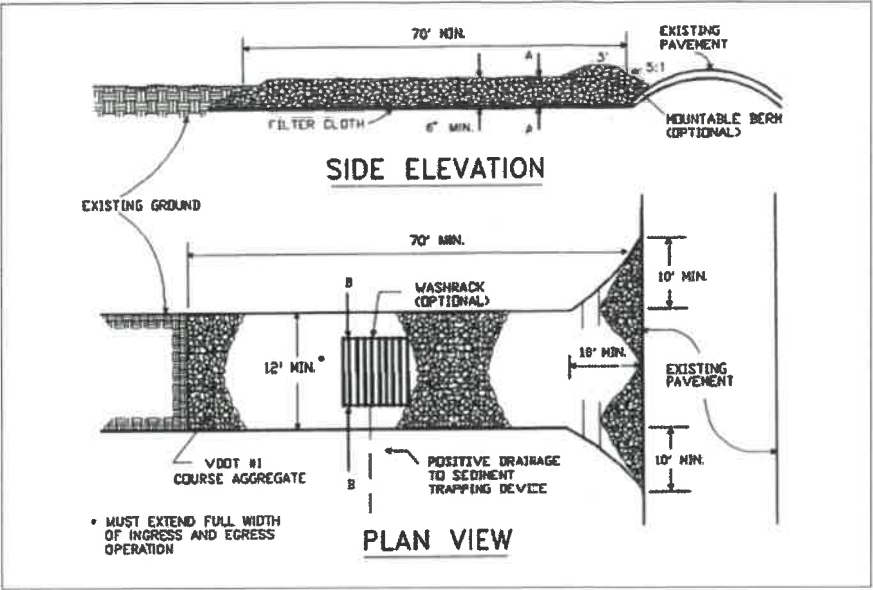 70' MIN.
EXISTING
PAVEMENT
A
3'
5:1
FILTER CLOTH
6" MIN.
A
MOUNTABLE BERM
(OPTIONAL)
SIDE ELEVATION
EXISTING GROUND
70' MIN.
B
WASHRACK
(OPTIONAL)
10' MIN.
12' MIN.*
10' MIN.
EXISTING
PAVEMENT
VDOT #1
COURSE AGGREGATE
B
POSITIVE DRAINAGE
TO SEDIMENT
TRAPPING DEVICE
10' MIN.
* MUST EXTEND FULL WIDTH
OF INGRESS AND EGRESS
OPERATION
PLAN VIEW